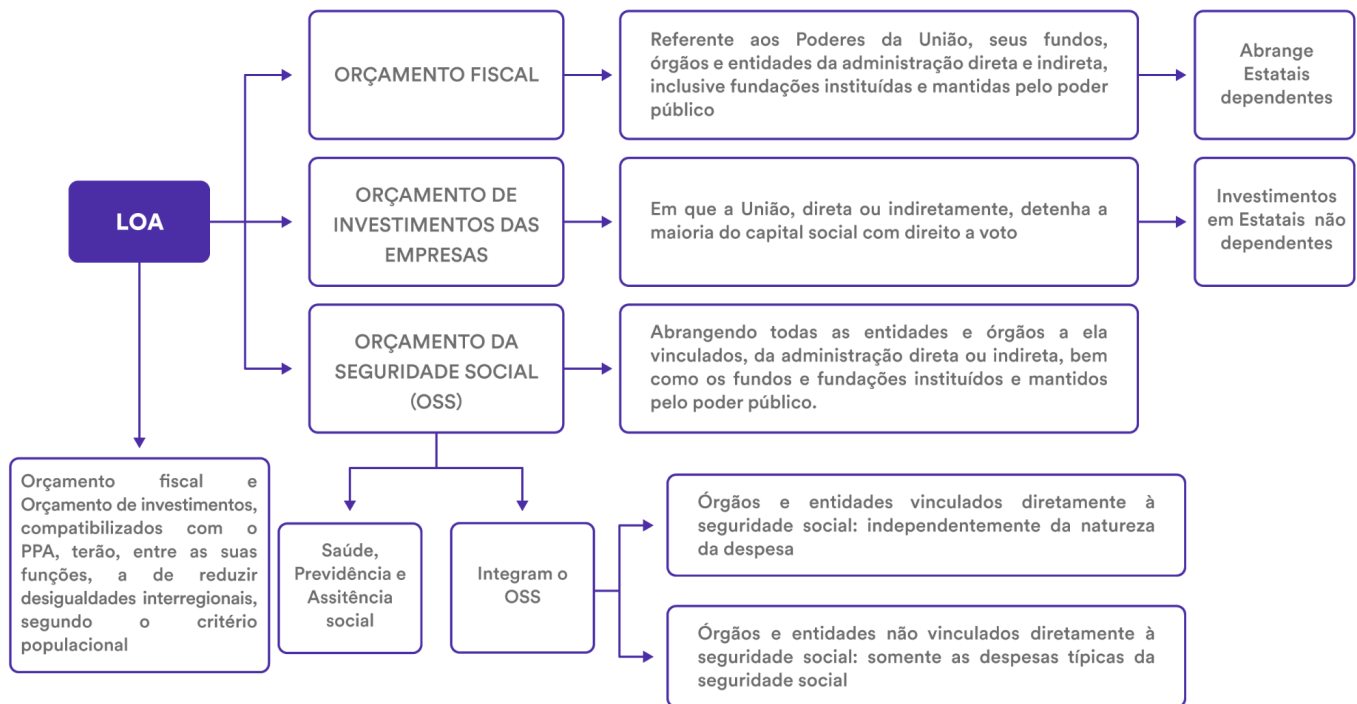 LOA
ORÇAMENTO FISCAL
Referente aos Poderes da União, seus fundos,
órgãos e entidades da administração direta e indireta,
inclusive fundações instituídas e mantidas pelo poder
público
Abrange
Estatais
dependentes
ORÇAMENTO DE
INVESTIMENTOS DAS
EMPRESAS
Em que a União, direta ou indiretamente, detenha a
maioria do capital social com direito a voto
Investimentos
em Estatais não
dependentes
ORÇAMENTO DA
SEGURIDADE SOCIAL
(OSS)
Abrangendo todas as entidades e órgãos a ela
vinculados, da administração direta ou indireta, bem
como os fundos e fundações instituídos e mantidos
pelo poder público.
Orçamento fiscal e
Orçamento de investimentos,
compatibilizados com o
PPA, terão, entre as suas
funções, a de reduzir
desigualdades interregionais,
segundo o critério
populacional
Saúde,
Previdência e
Assitência
social
Integram o
OSS
Órgãos e entidades vinculados diretamente à
seguridade social: independentemente da natureza
da despesa
Órgãos e entidades não vinculados diretamente à
seguridade social: somente as despesas típicas da
seguridade social